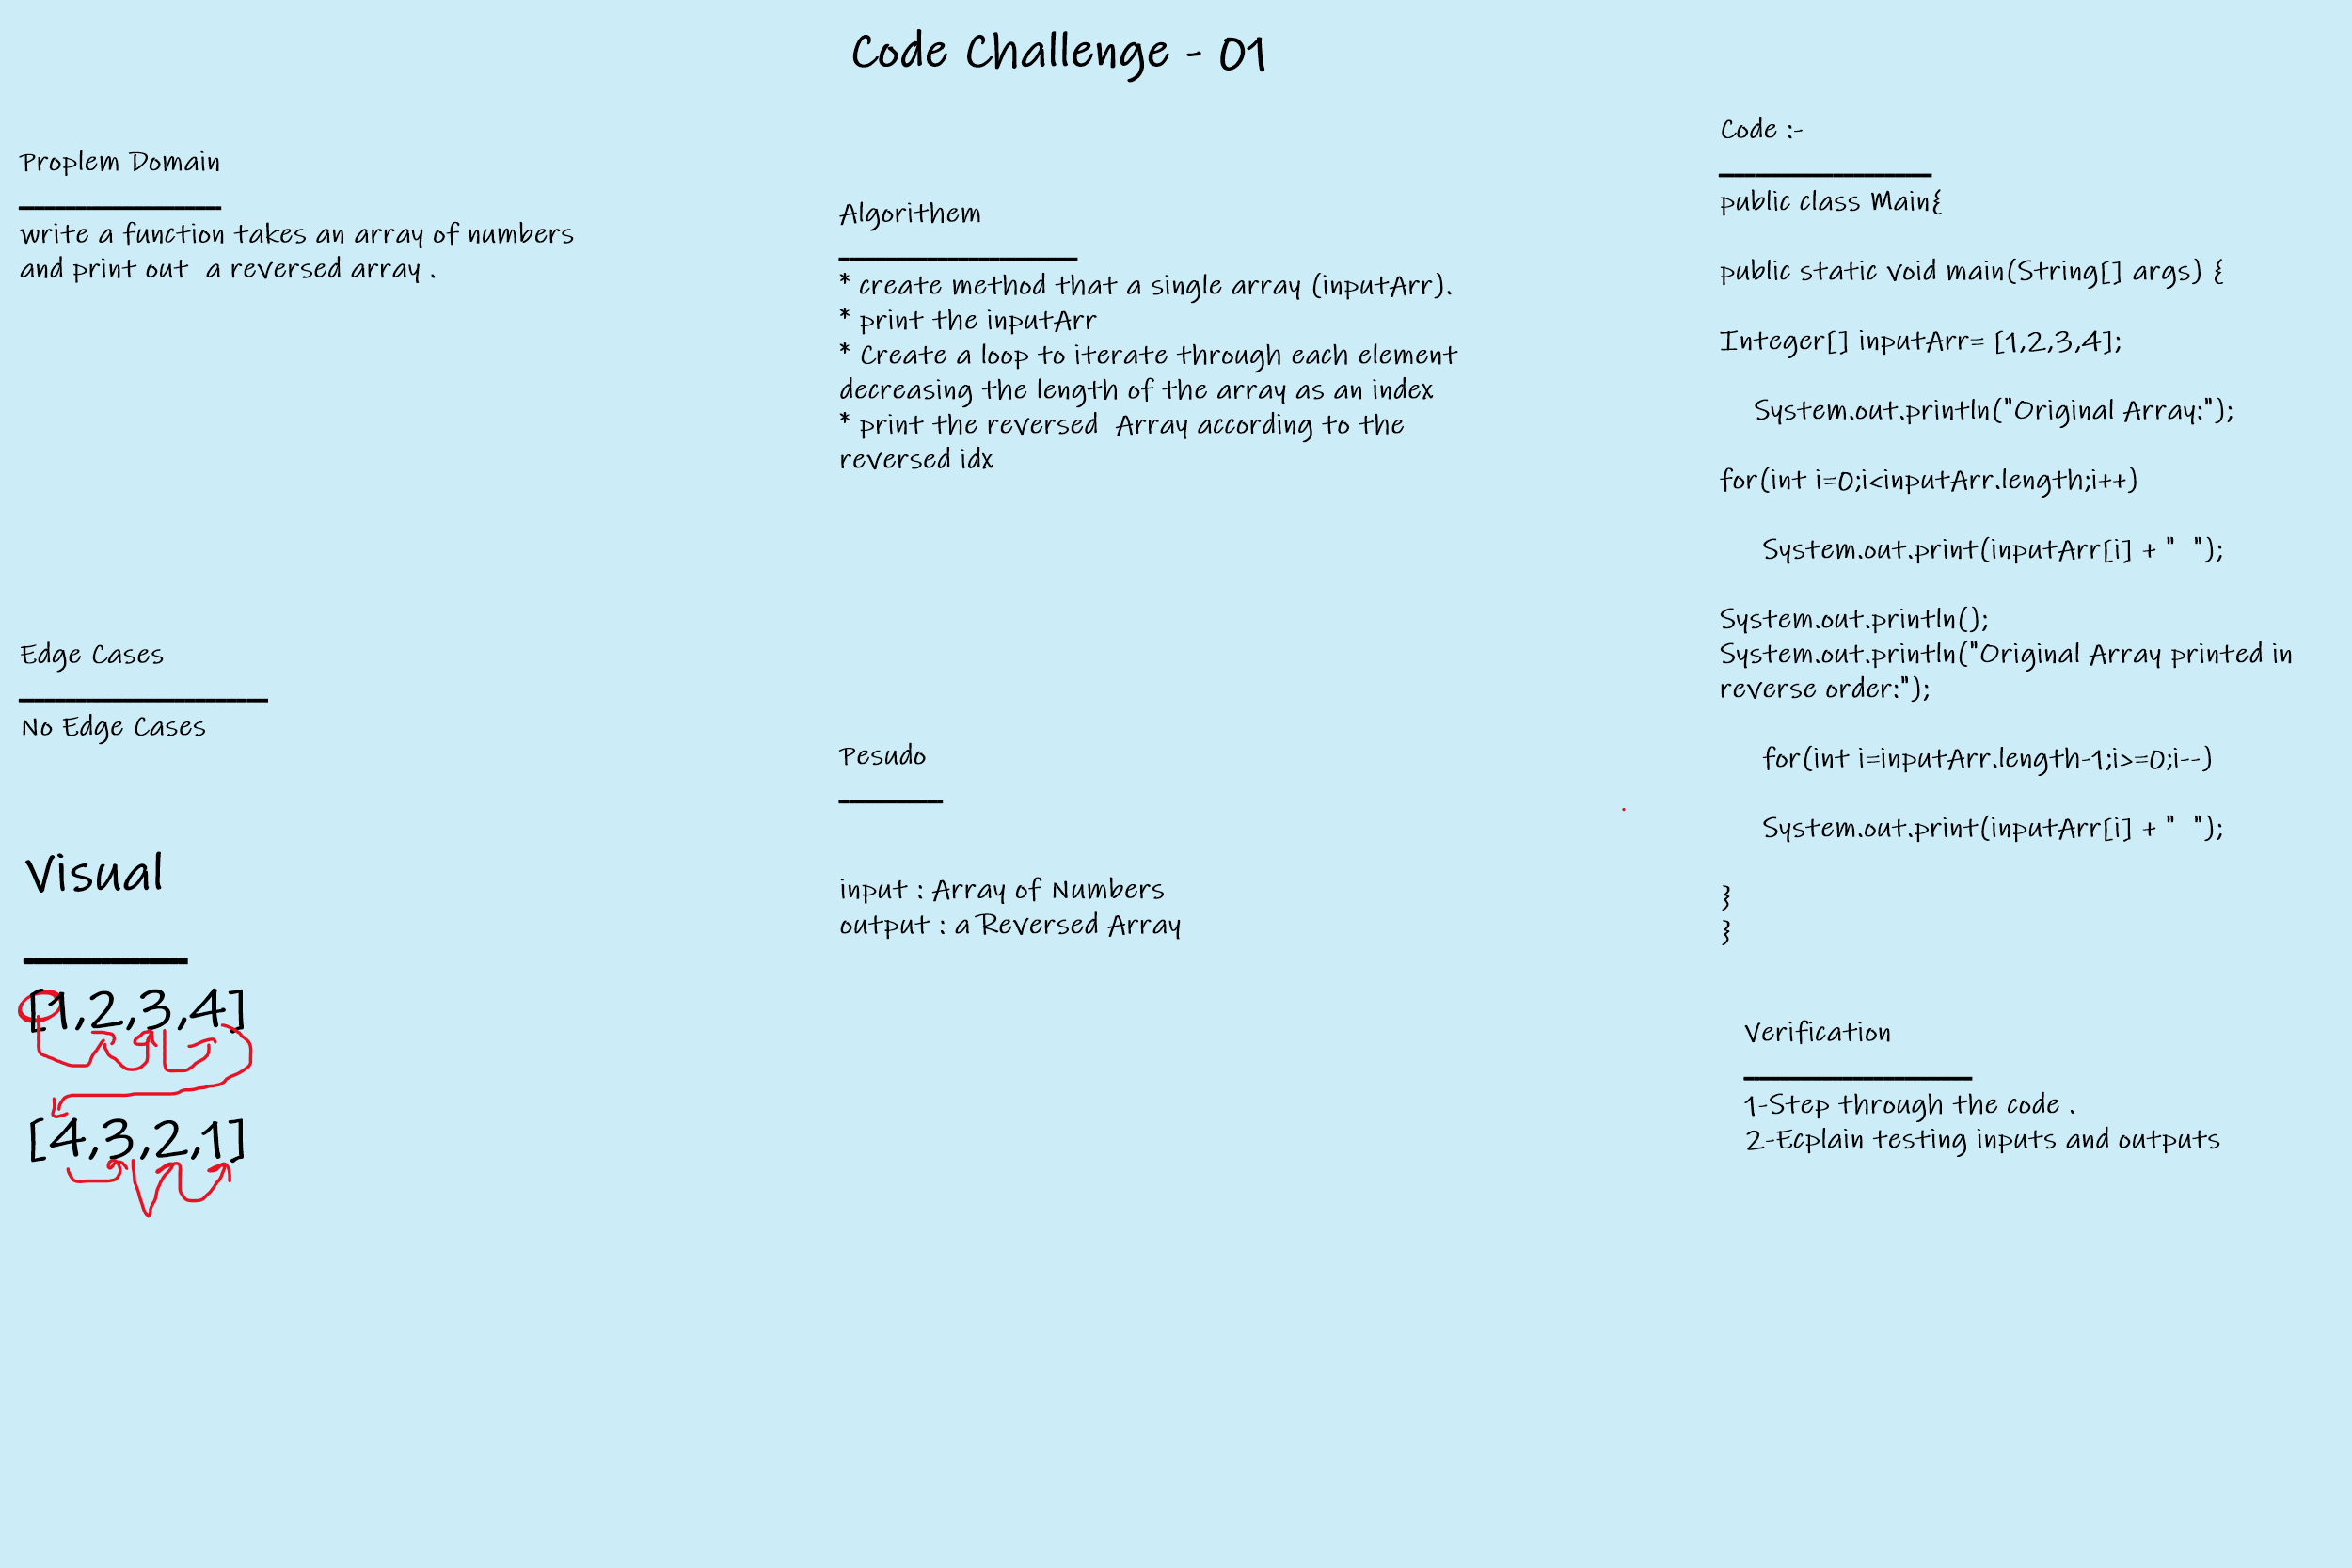 Code Challenge - 01
Proplem Domain
write a function takes an array of numbers
and print out  a reversed array .
Edge Cases
No Edge Cases
Visual
[1,2,3,4]
[4,3,2,1]
Algorithem
* create method that a single array (inputArr).
* print the inputArr
* Create a loop to iterate through each element
decreasing the length of the array as an index
* print the reversed  Array according to the
reversed idx
Pesudo
input : Array of Numbers
output : a Reversed Array
Code :-
public class Main{
public static void main(String[] args) {
Integer[] inputArr= [1,2,3,4];
System.out.println("Original Array:");
for(int i=0;i<inputArr.length;i++)
System.out.print(inputArr[i] + "  ");
System.out.println();
System.out.println("Original Array printed in
reverse order:");
for(int i=inputArr.length-1;i>=0;i--)
System.out.print(inputArr[i] + "  ");
}
}
Verification
1-Step through the code .
2-Ecplain testing inputs and outputs